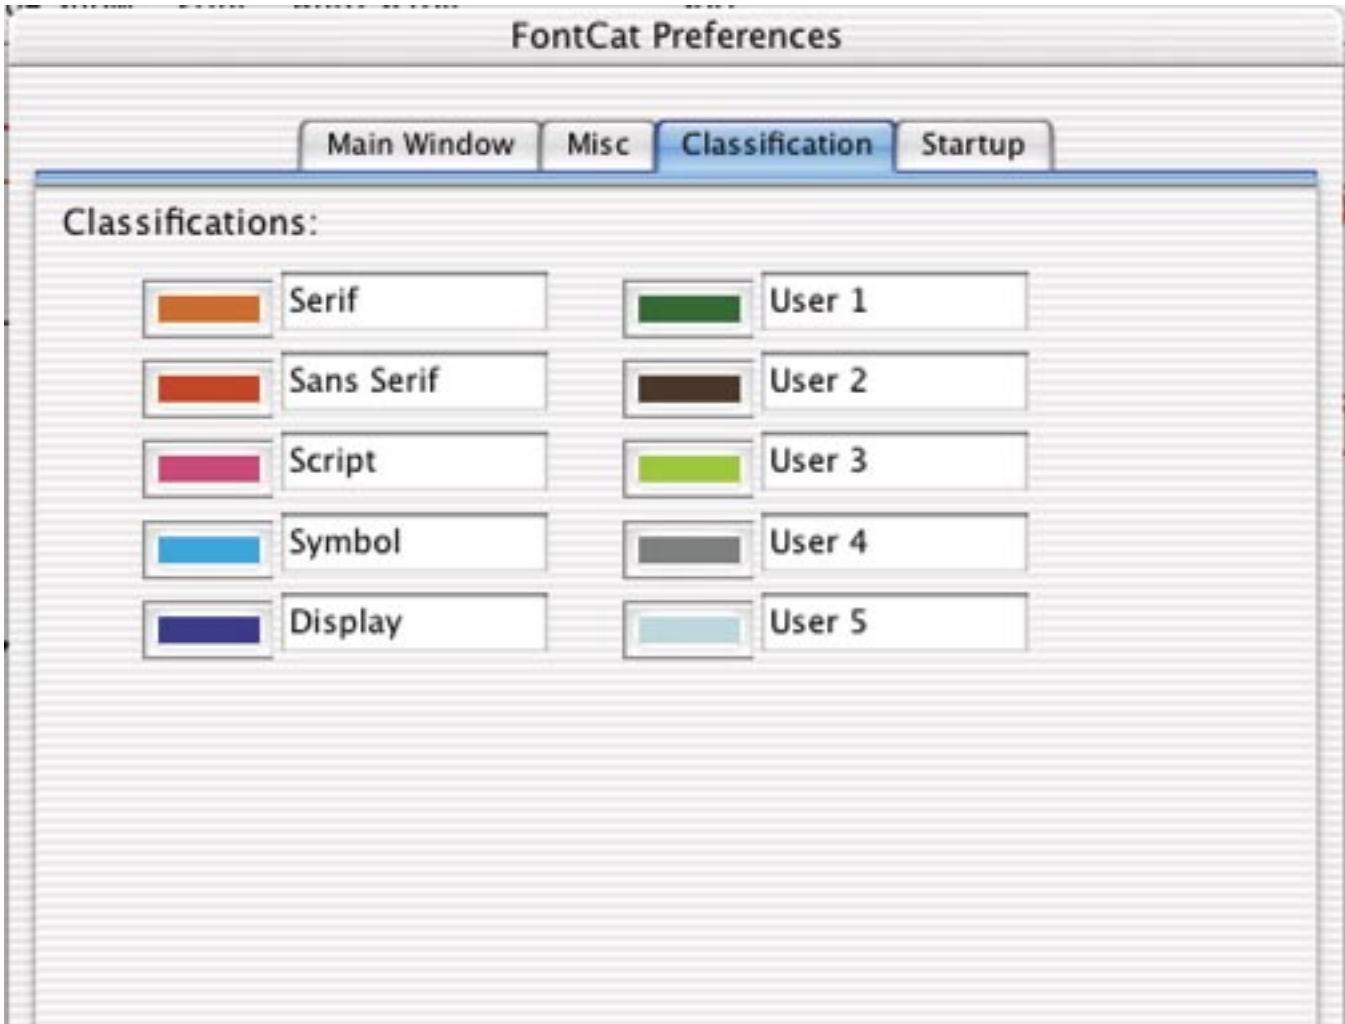 FontCat Preferences
Main Window Misc Classification Startup
Classifications:
Serif User 1
Sans Serif User 2
Script User 3
Symbol User 4
Display User 5